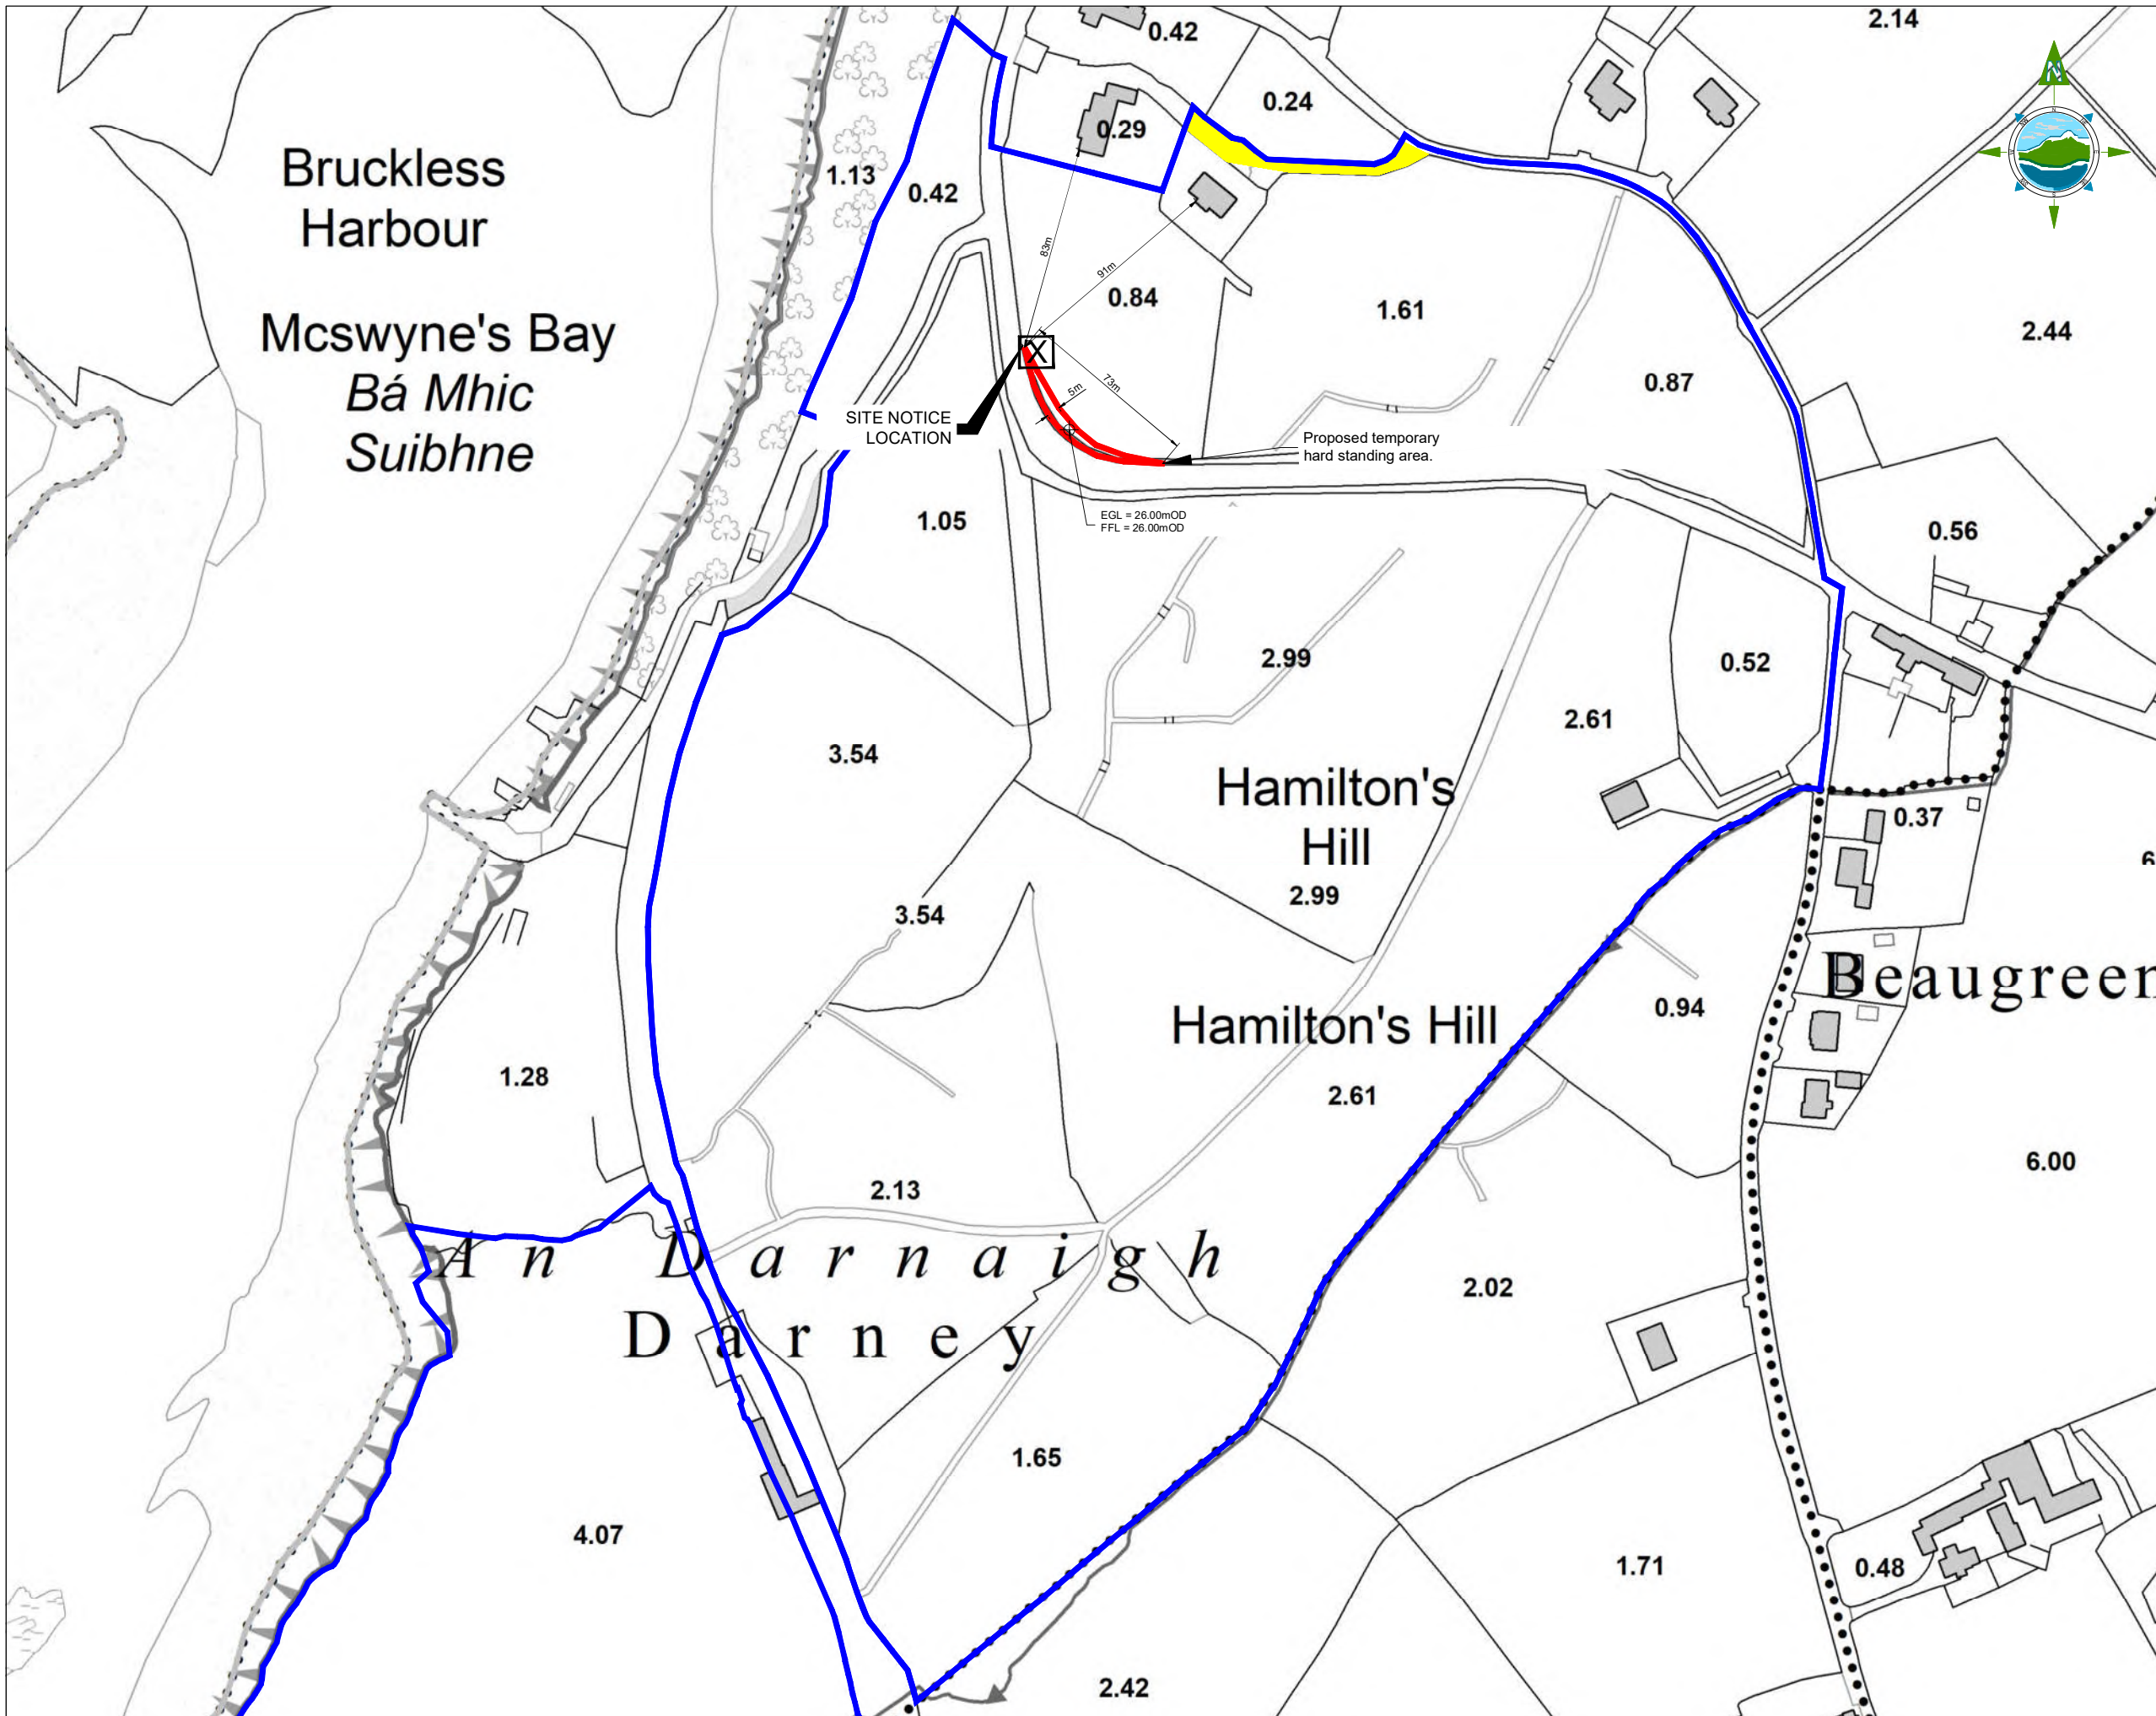 2.14
0.42
0.24
0.29
Bruckless
Harbour
1.13
0.42
83m
91m
0.84
1.61
2.44
Mcswyne's Bay
Bá Mhic
Suibhne
X
0.87
73m
5m
SITE NOTICE
LOCATION
Proposed temporary
hard standing area.
EGL = 26.00mOD
FFL = 26.00mOD
1.05
0.56
2.99
0.52
2.61
3.54
Hamilton's
Hill
2.99
0.37
6
3.54
Beaugreen
0.94
Hamilton's Hill
1.28
2.61
6.00
2.13
An Darnaigh
2.02
Darney
1.65
4.07
1.71
0.48
2.42